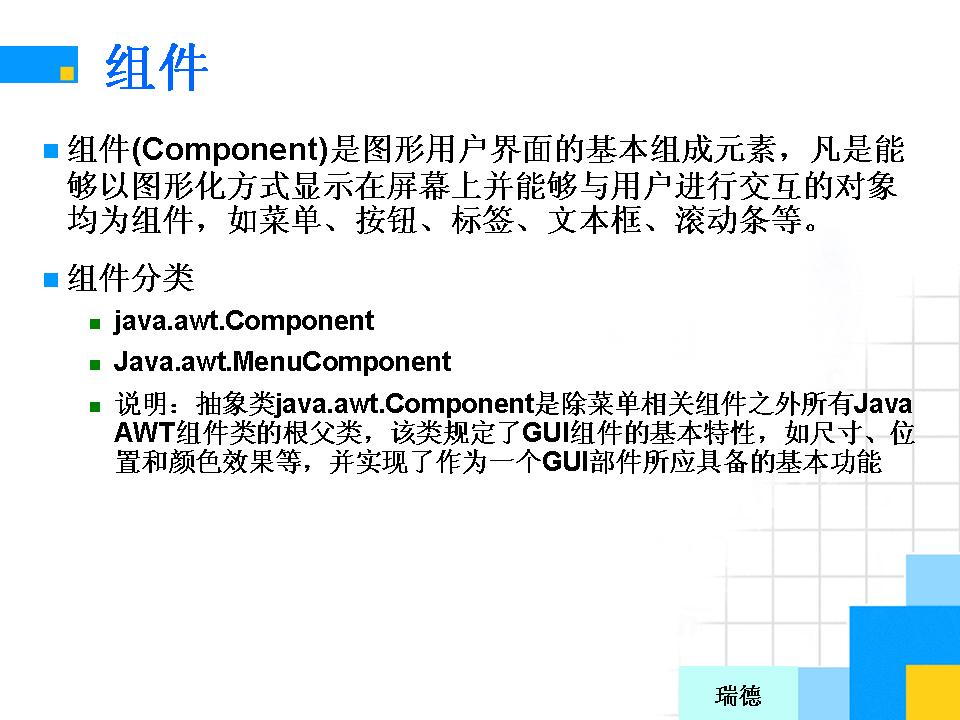 组件
组件(Component)是图形用户界面的基本组成元素，凡是能
够以图形化方式显示在屏幕上并能够与用户进行交互的对象
均为组件，如菜单、按钮、标签、文本框、滚动条等。
组件分类
java.awt.Component
Java.awt.MenuComponent
说明：抽象类java.awt.Component是除菜单相关组件之外所有Java
AWT组件类的根父类，该类规定了GUI组件的基本特性，如尺寸、位
置和颜色效果等，并实现了作为一个GUI部件所应具备的基本功能
瑞德